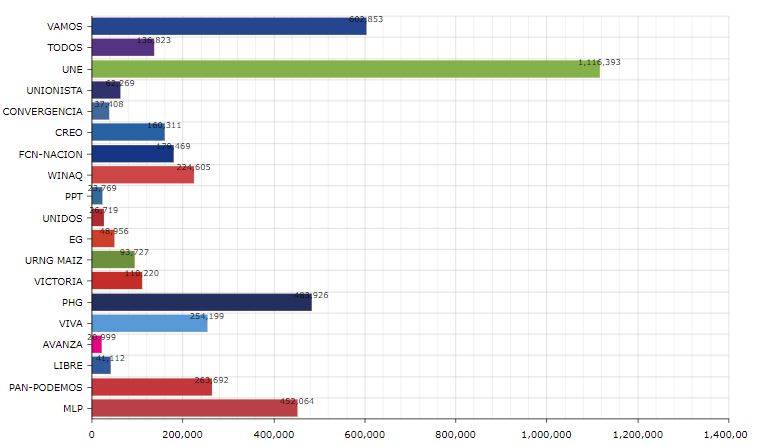 VAMOS 602,853
TODOS 136,823
UNE 1,116,393
UNIONISTA 62,269
CONVERGENCIA 37,408
CREO 160,311
FCN-NACION 179,469
WINAQ 224,605
PPT 23,769
UNIDOS 26,719
EG 48,956
URNG MAIZ 93,727
VICTORIA 110,220
PHG 483,926
VIVA 254,199
AVANZA 20,999
LIBRE 41,112
PAN-PODEMOS 263,692
MLP 452,064
0 200,000 400,000 600,000 800,000 1,000,000 1,200,000 1,400,00